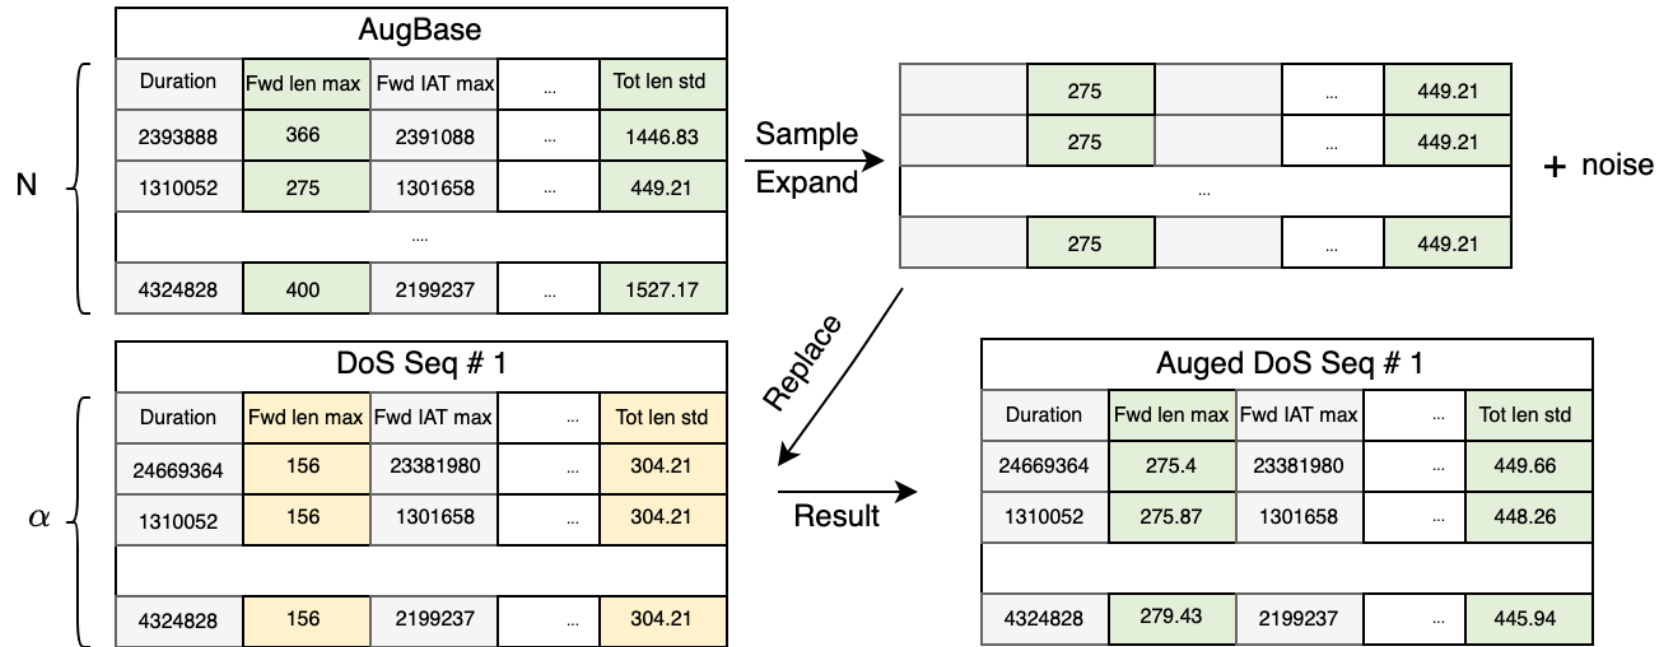 AugBase
N
Duration Fwd len max Fwd IAT max ... Tot len std
2393888 366 2391088 ... 1446.83
1310052 275 1301658 ... 449.21
....
4324828 400 2199237 ... 1527.17
Sample
Expand
275 ... 449.21
275 ... 449.21
...
275 ... 449.21
+ noise
Replace
DoS Seq # 1
α
Duration Fwd len max Fwd IAT max ... Tot len std
24669364 156 23381980 ... 304.21
1310052 156 1301658 ... 304.21
4324828 156 2199237 ... 304.21
Result
Auged DoS Seq # 1
Duration Fwd len max Fwd IAT max ... Tot len std
24669364 275.4 23381980 ... 449.66
1310052 275.87 1301658 ... 448.26
4324828 279.43 2199237 ... 445.94